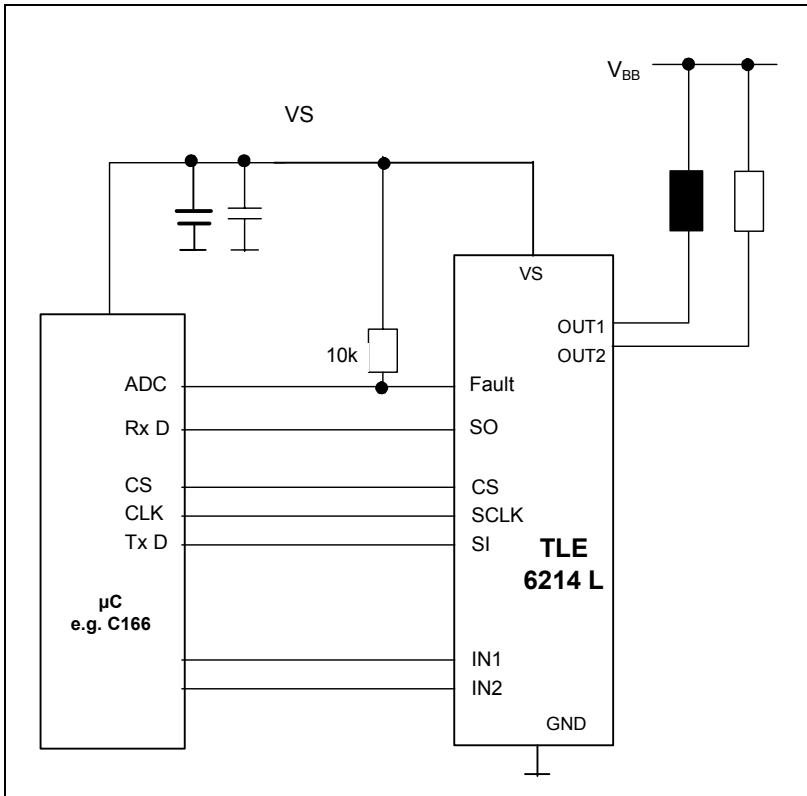 V_BB
VS
VS
OUT1
OUT2
10k
ADC
Fault
Rx D
SO
CS
CS
CLK
SCLK
Tx D
SI
TLE
6214 L
µC
e.g. C166
IN1
IN2
GND